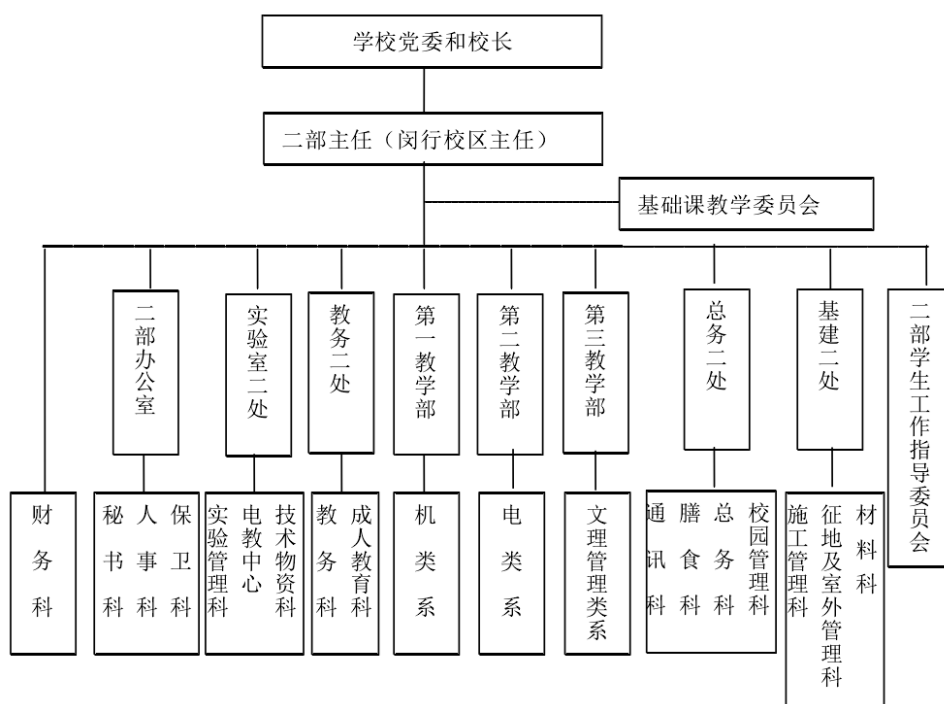 学校党委和校长
二部主任（闵行校区主任）
基础课教学委员会
二部办公室
实验室二处
教务二处
第一教学部
第二教学部
第三教学部
总务二处
基建二处
二部学生工作指导委员会
财务科
秘书科
人事科
保卫科
实验管理科
电教中心
技术物资科
教务科
成人教育科
机类系
电类系
文理管理类系
通讯科
膳食科
总务科
校园管理科
施工管理科
征地及室外管理科
材料科